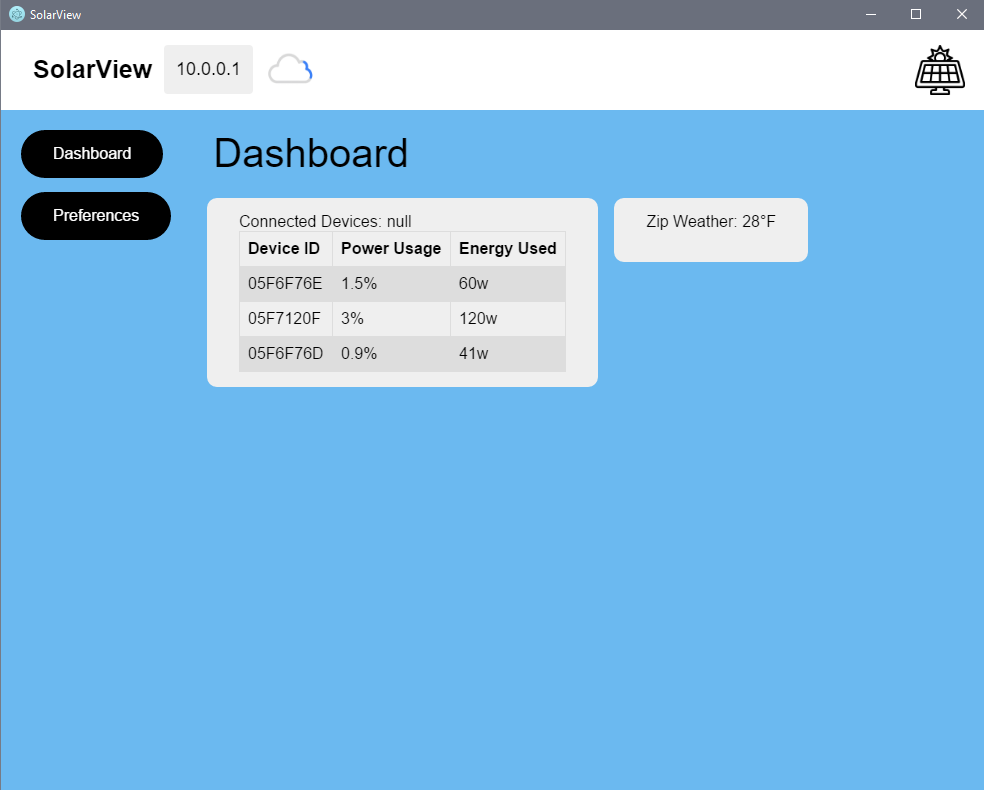 SolarView
SolarView 10.0.0.1
Dashboard
Preferences
Dashboard
Connected Devices: null
Device ID Power Usage Energy Used
05F6F76E 1.5% 60w
05F7120F 3% 120w
05F6F76D 0.9% 41w
Zip Weather: 28°F